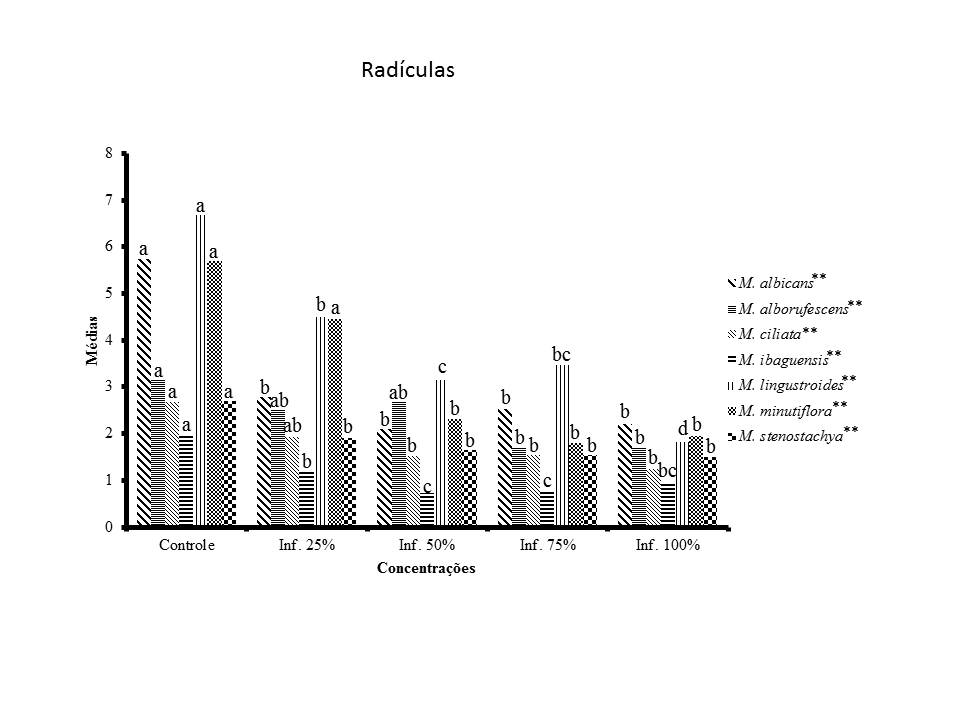 Radículas
8
7
6
5
4
3
2
1
0
Médias
a a a a a a a
b ab ab b b a b
b ab b c c b b
b b b c bc b b
b b b bc d b b
Controle Inf. 25% Inf. 50% Inf. 75% Inf. 100%
Concentrações
M. albicans**
M. alborufescens**
M. ciliata**
M. ibaguensis**
M. lingustroides**
M. minutiflora**
M. stenostachya**